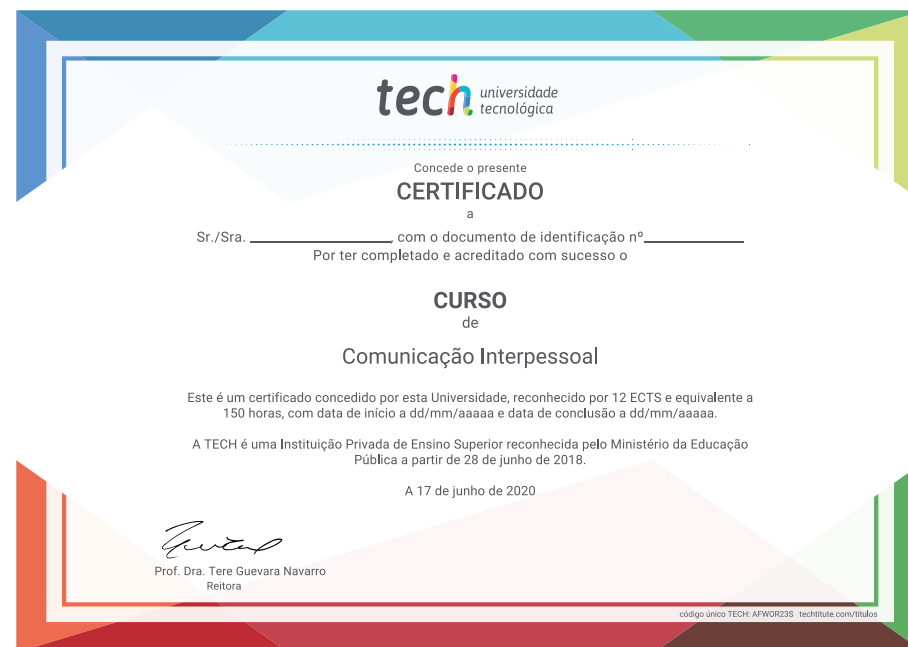 tech universidade
tecnológica
Concede o presente
CERTIFICADO
a
Sr./Sra. ____________________, com o documento de identificação nº______________
Por ter completado e acreditado com sucesso o
CURSO
de
Comunicação Interpessoal
Este é um certificado concedido por esta Universidade, reconhecido por 12 ECTS e equivalente a
150 horas, com data de início a dd/mm/aaaaa e data de conclusão a dd/mm/aaaaa.
A TECH é uma Instituição Privada de Ensino Superior reconhecida pelo Ministério da Educação
Pública a partir de 28 de junho de 2018.
A 17 de junho de 2020
Prof. Dra. Tere Guevara Navarro
Reitora
código único TECH: AFWOR23S techtitute.com/titulos